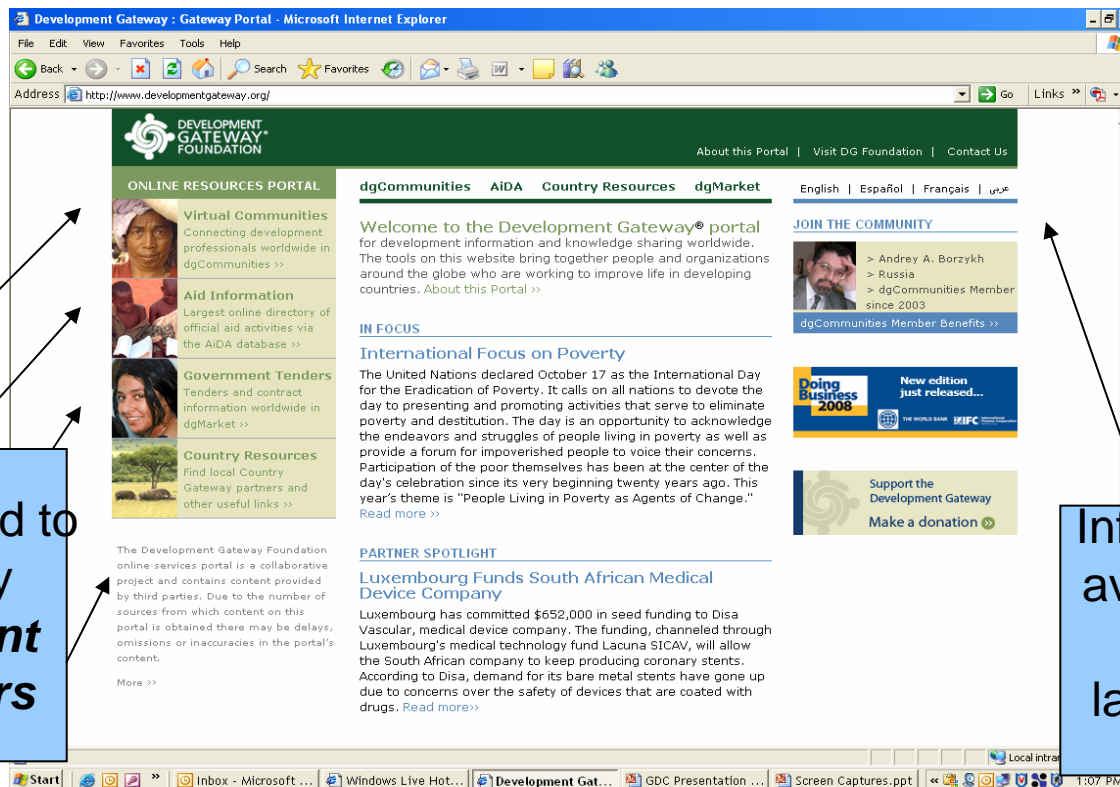 Development Gateway : Gateway Portal - Microsoft Internet Explorer
File Edit View Favorites Tools Help
Back Search Favorites
Address http://www.developmentgateway.org/ Go Links »
DEVELOPMENT
GATEWAY®
FOUNDATION
About this Portal | Visit DG Foundation | Contact Us
ONLINE RESOURCES PORTAL
Virtual Communities
Connecting development
professionals worldwide in
dgCommunities >>
Aid Information
Largest online directory of
official aid activities via
the AiDA database >>
Government Tenders
Tenders and contract
information worldwide in
dgMarket >>
Country Resources
Find local Country
Gateway partners and
other useful links >>
The Development Gateway Foundation
online services portal is a collaborative
project and contains content provided
by third parties. Due to the number of
sources from which content on this
portal is obtained there may be delays,
omissions or inaccuracies in the portal's
content.
More >>
dgCommunities AiDA Country Resources dgMarket
Welcome to the Development Gateway® portal
for development information and knowledge sharing worldwide.
The tools on this website bring together people and organizations
around the globe who are working to improve life in developing
countries. About this Portal >>
IN FOCUS
International Focus on Poverty
The United Nations declared October 17 as the International Day
for the Eradication of Poverty. It calls on all nations to devote the
day to presenting and promoting activities that serve to eliminate
poverty and destitution. The day is an opportunity to acknowledge
the endeavors and struggles of people living in poverty as well as
provide a forum for impoverished people to voice their concerns.
Participation of the poor themselves has been at the center of the
day's celebration since its very beginning twenty years ago. This
year's theme is "People Living in Poverty as Agents of Change."
Read more >>
PARTNER SPOTLIGHT
Luxembourg Funds South African Medical
Device Company
Luxembourg has committed $652,000 in seed funding to Disa
Vascular, medical device company. The funding, channeled through
Luxembourg's medical technology fund Lacuna SICAV, will allow
the South African company to keep producing coronary stents.
According to Disa, demand for its bare metal stents have gone up
due to concerns over the safety of devices that are coated with
drugs. Read more>>
English | Español | Français | عربي
JOIN THE COMMUNITY
> Andrey A. Borzykh
> Russia
> dgCommunities Member
since 2003
dgCommunities Member Benefits >>
Doing
Business
2008
New edition
just released...
THE WORLD BANK IFC
Support the
Development Gateway
Make a donation
d to
y
nt
rs
Inf
av
la
Local intra
Start » Inbox - Microsoft ... Windows Live Hot... Development Gat... GDC Presentation ... Screen Captures.ppt « 1:07 PM